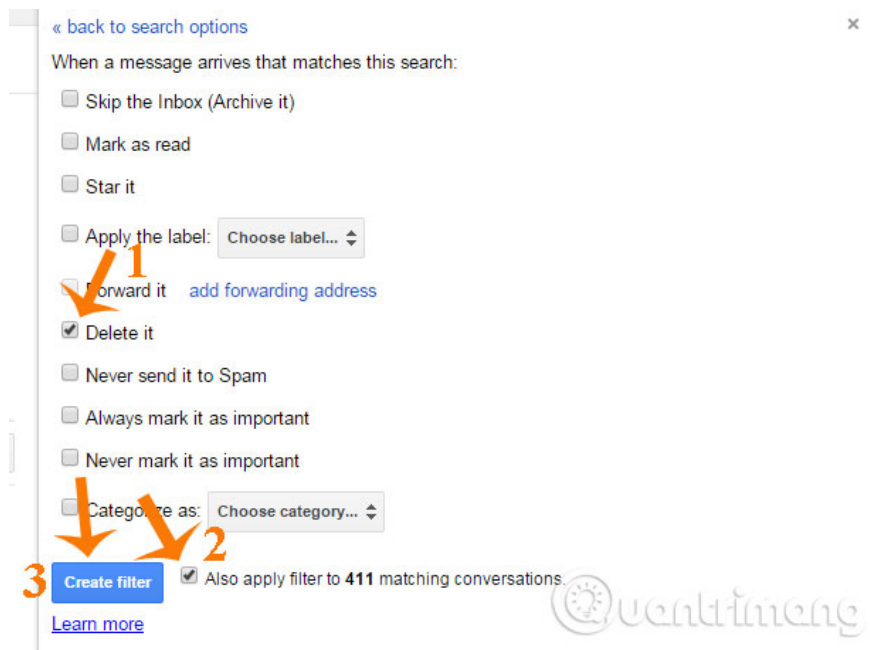 « back to search options
×
When a message arrives that matches this search:
Skip the Inbox (Archive it)
Mark as read
Star it
Apply the label: Choose label...
1
Forward it add forwarding address
Delete it
Never send it to Spam
Always mark it as important
Never mark it as important
Categorize as: Choose category...
2
3 Create filter Also apply filter to 411 matching conversations.
Quantrimang
Learn more